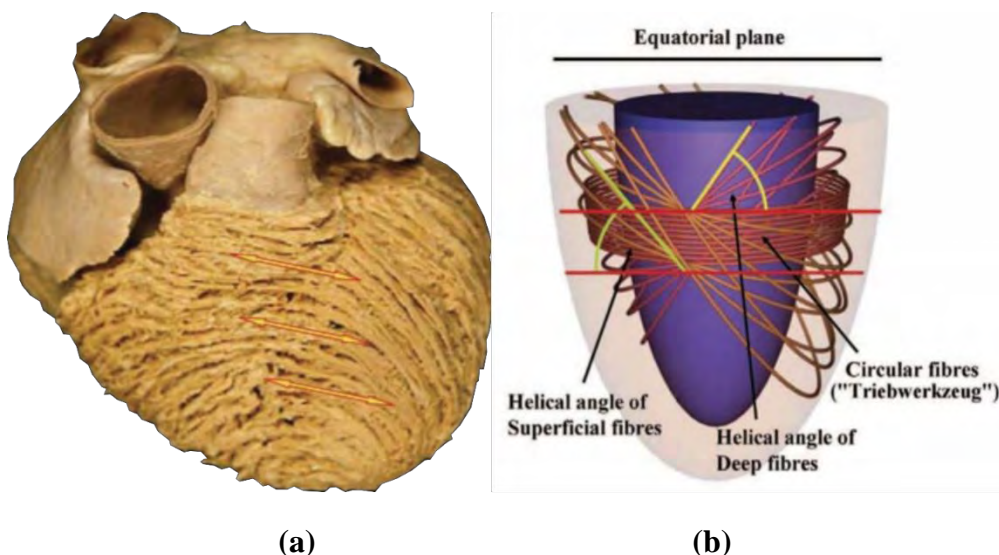 Equatorial plane
Circular fibres
("Triebwerkzeug")
Helical angle of
Superficial fibres
Helical angle of
Deep fibres
(a)
(b)